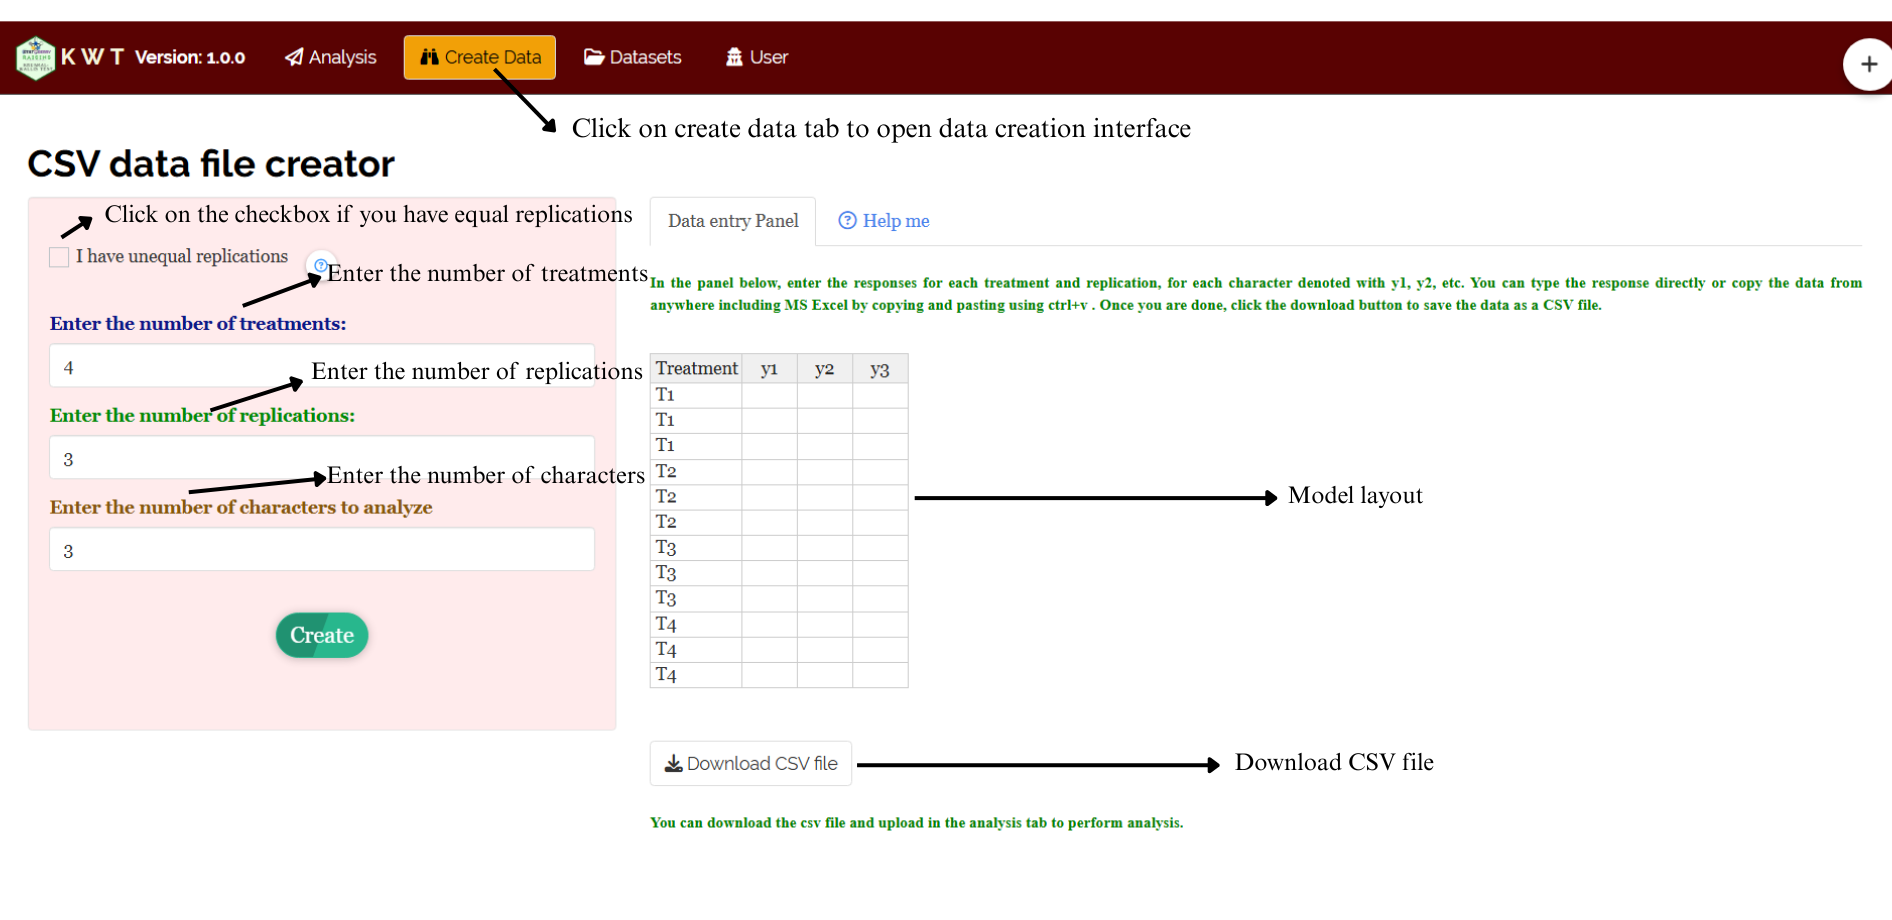 K W T Version: 1.0.0 Analysis Create Data Datasets User
+
Click on create data tab to open data creation interface
CSV data file creator
Click on the checkbox if you have equal replications
I have unequal replications
Enter the number of treatments
Enter the number of treatments:
4
Enter the number of replications
Enter the number of replications:
3
Enter the number of characters
Enter the number of characters to analyze
3
Create
Data entry Panel Help me
In the panel below, enter the responses for each treatment and replication, for each character denoted with y1, y2, etc. You can type the response directly or copy the data from
anywhere including MS Excel by copying and pasting using ctrl+v . Once you are done, click the download button to save the data as a CSV file.
Treatment y1 y2 y3
T1
T1
T1
T2
T2
T2
T3
T3
T3
T4
T4
T4
Model layout
Download CSV file
Download CSV file
You can download the csv file and upload in the analysis tab to perform analysis.